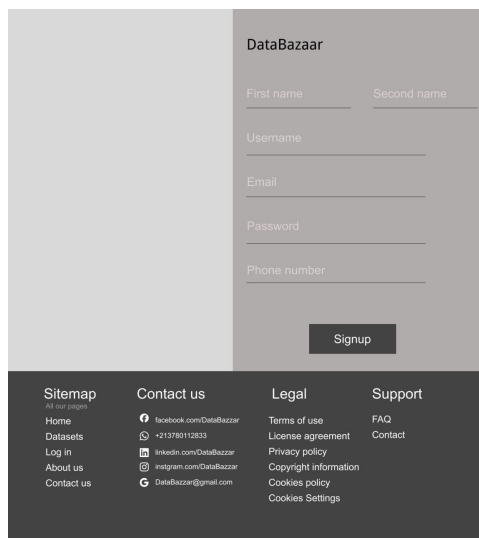 DataBazaar
First name Second name
Username
Email
Password
Phone number
Signup
Sitemap
All our pages
Home
Datasets
Log in
About us
Contact us
Contact us
facebook.com/DataBazzar
+213780112833
linkedin.com/DataBazzar
instgram.com/DataBazzar
DataBazzar@gmail.com
Legal
Terms of use
License agreement
Privacy policy
Copyright information
Cookies policy
Cookies Settings
Support
FAQ
Contact